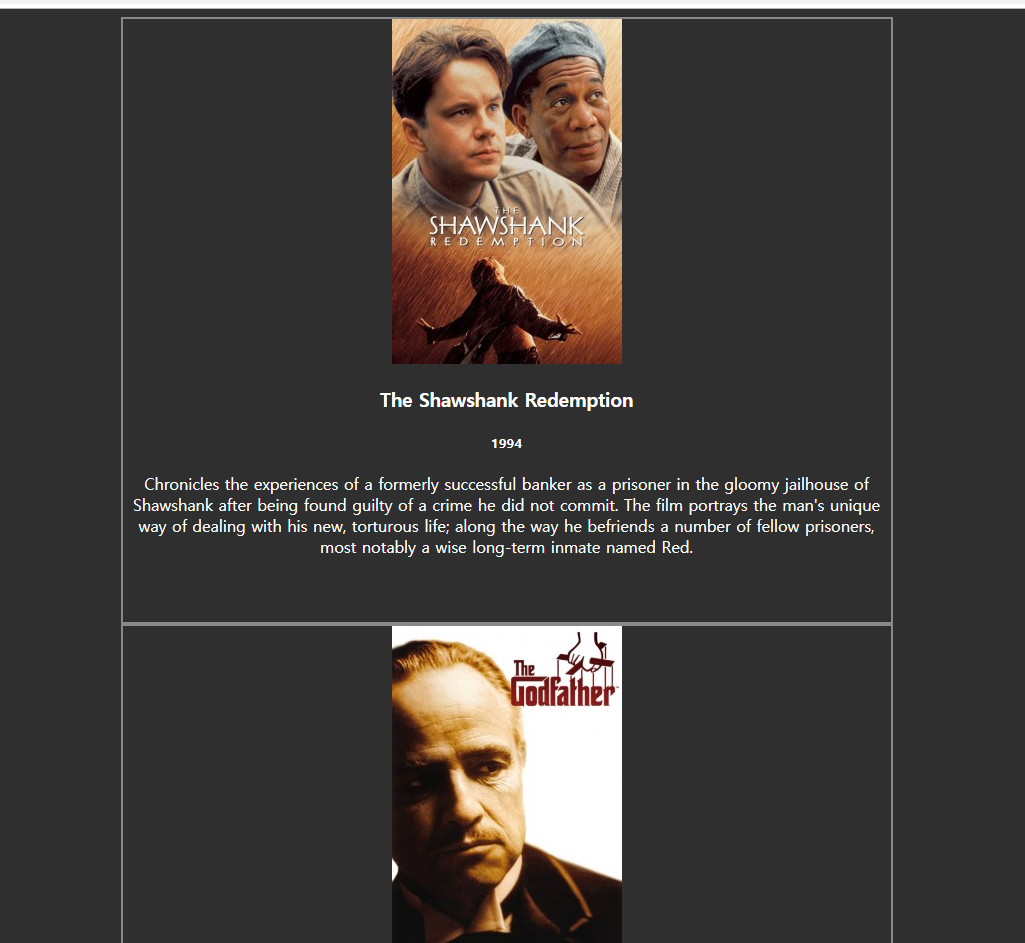 THE
SHAWSHANK
REDEMPTION
The Shawshank Redemption
1994
Chronicles the experiences of a formerly successful banker as a prisoner in the gloomy jailhouse of
Shawshank after being found guilty of a crime he did not commit. The film portrays the man's unique
way of dealing with his new, torturous life; along the way he befriends a number of fellow prisoners,
most notably a wise long-term inmate named Red.
The
Godfather